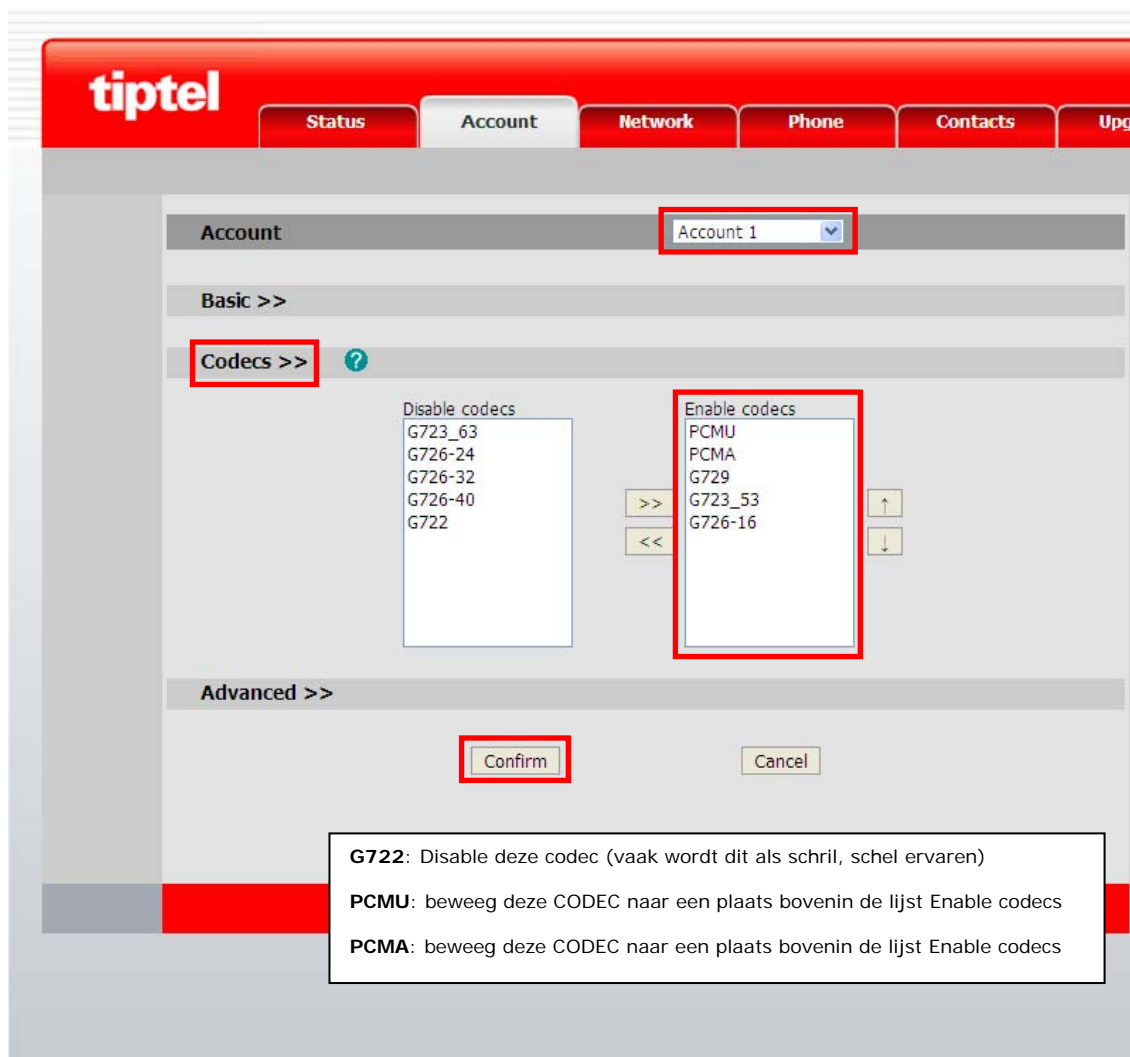 tiptel
Status Account Network Phone Contacts Upg
Account Account 1
Basic >>
Codecs >> ?
Disable codecs
G723_63
G726-24
G726-32
G726-40
G722
>>
<<
Enable codecs
PCMU
PCMA
G729
G723_53
G726-16
↑
↓
Advanced >>
Confirm Cancel
G722: Disable deze codec (vaak wordt dit als schril, schel ervaren)
PCMU: beweeg deze CODEC naar een plaats bovenin de lijst Enable codecs
PCMA: beweeg deze CODEC naar een plaats bovenin de lijst Enable codecs